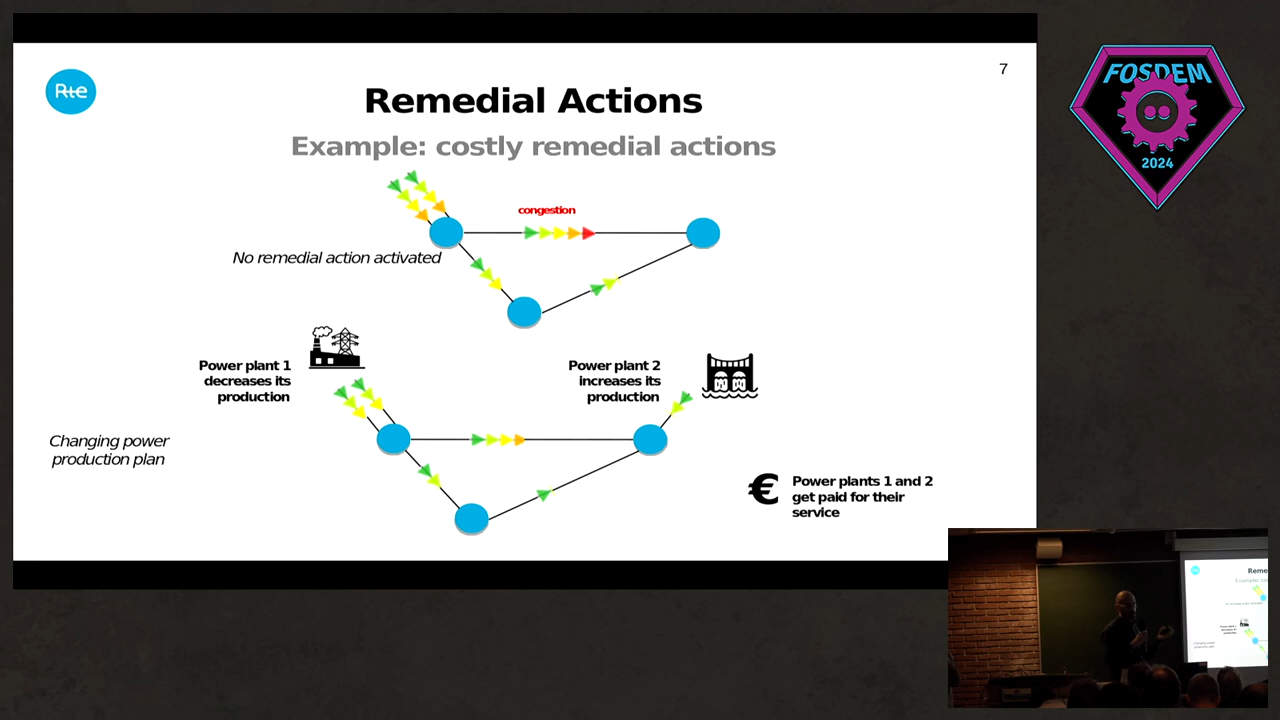 7
Rte
Remedial Actions
Example: costly remedial actions
congestion
No remedial action activated
Power plant 1
decreases its
production
Power plant 2
increases its
production
Changing power
production plan
€
Power plants 1 and 2
get paid for their
service
FOSDEM
2024